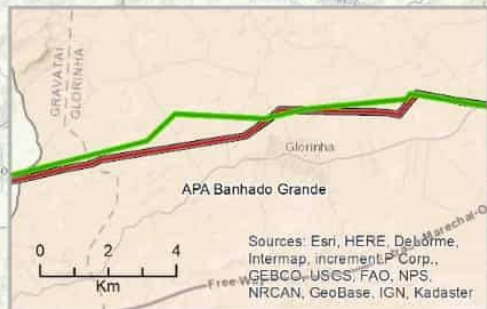 GRAVATAI
GLORINHA
Glorinha
APA Banhado Grande
0 2 4
Km
Sources: Esri, HERE, DeLorme,
Intermap, increment P Corp.,
GEBCO, USGS, FAO, NPS,
NRCAN, GeoBase, IGN, Kadaster
Free-Way
Marechal-O